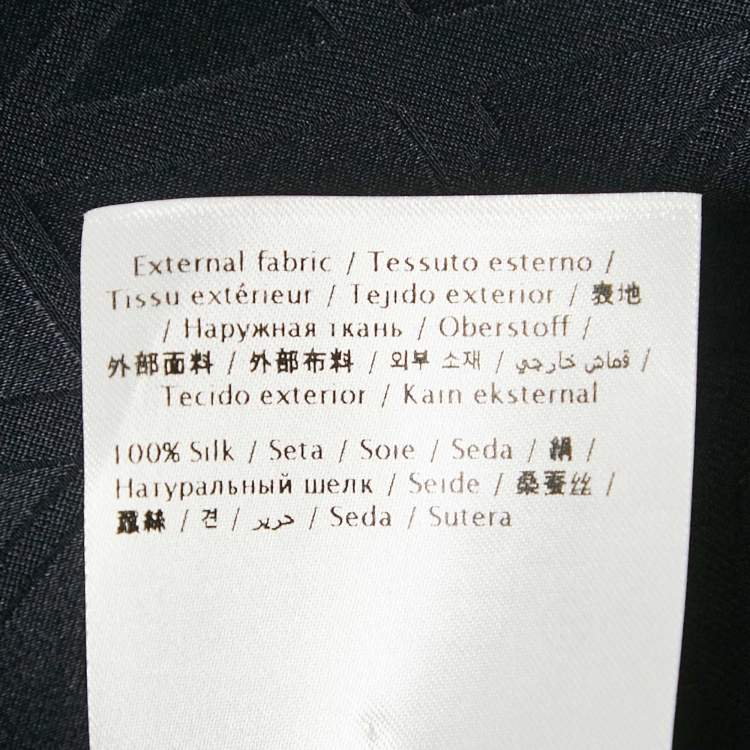 External fabric / Tessuto esterno /
Tissu extérieur / Tejido exterior / 表地
/ Наружная ткань / Oberstoff /
外部面料 / 外部布料 / 외부 소재 / قماش خارجي /
Tecido exterior / Kain eksternal
100% Silk / Seta / Soie / Seda / 絹 /
Натуральный шелк / Seide / 桑蚕丝 /
蠶絲 / 견 / حرير / Seda / Sutera